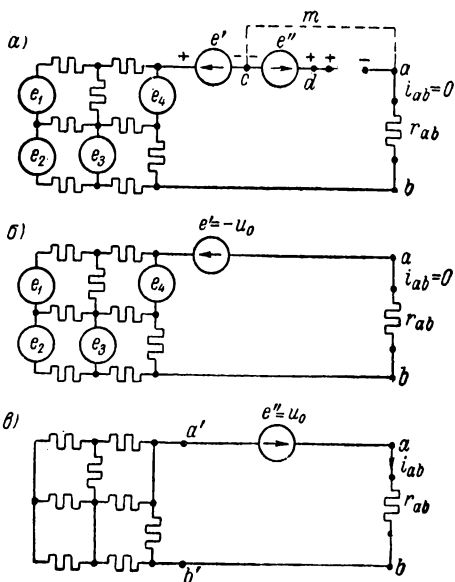 а)
m
+ e' − − e'' + + −
c d a
e₁ e₄ i_ab=0
r_ab
e₂ e₃
b
б)
e'=−u₀
a
e₁ e₄ i_ab=0
r_ab
e₂ e₃
b
в)
a' e''=u₀ a
i_ab
r_ab
b' b